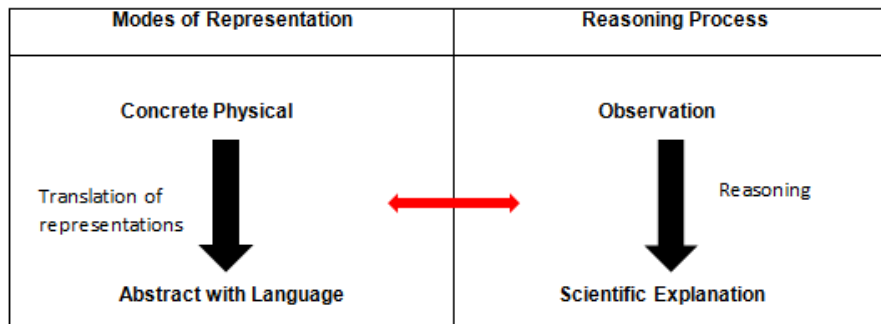 Modes of Representation
Reasoning Process
Concrete Physical
Observation
Translation of
representations
Reasoning
Abstract with Language
Scientific Explanation